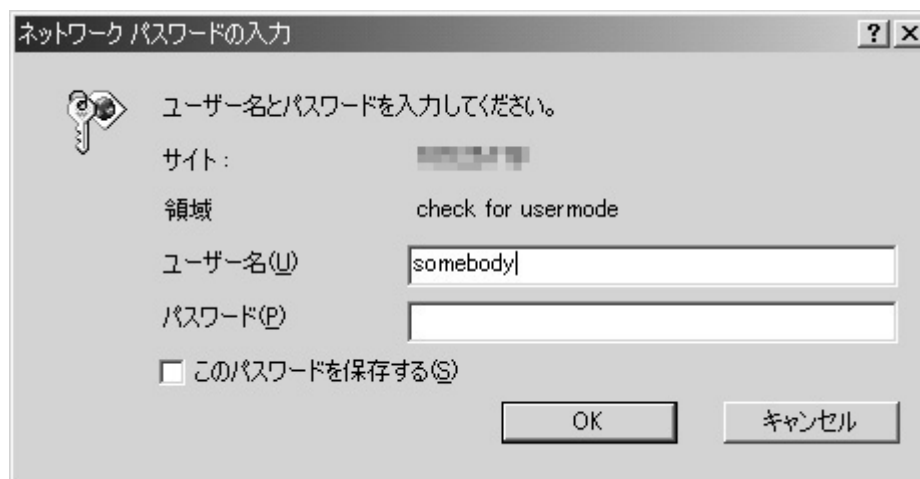 ネットワーク パスワードの入力
ユーザー名とパスワードを入力してください。
サイト:
領域 check for usermode
ユーザー名(U) somebody
パスワード(P)
このパスワードを保存する(S)
OK キャンセル